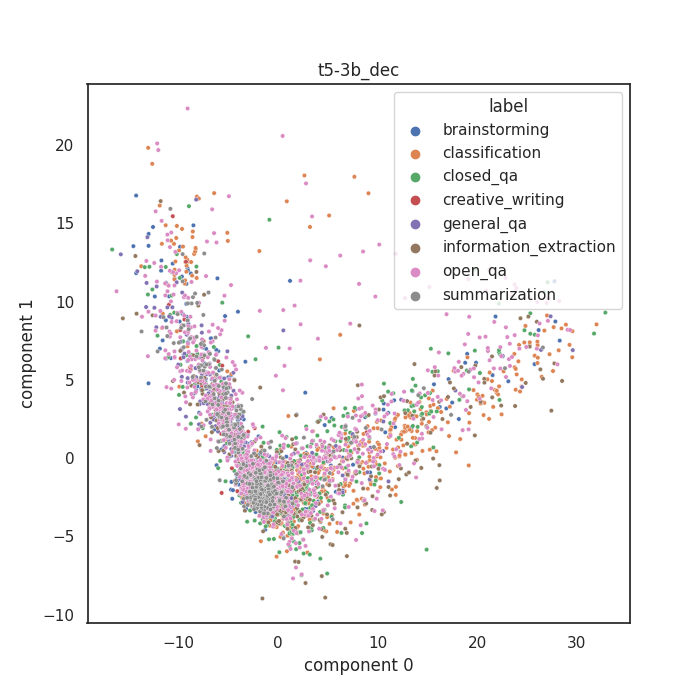 t5-3b_dec
label
brainstorming
classification
closed_qa
creative_writing
general_qa
information_extraction
open_qa
summarization
20
15
10
5
0
−5
−10
component 1
−10
0
10
20
30
component 0